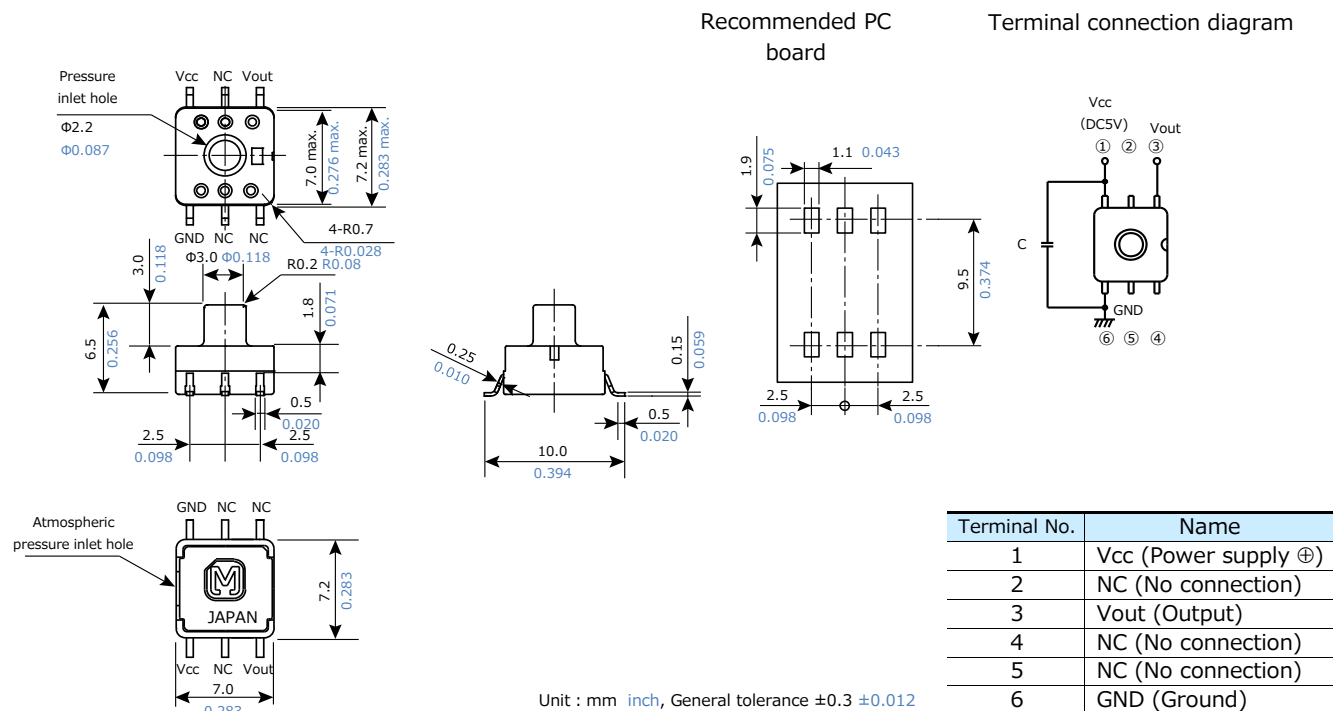 Recommended PC
board
Terminal connection diagram
Pressure
inlet hole
Φ2.2
Φ0.087
Vcc NC Vout
7.0 max.
0.276 max.
7.2 max.
0.283 max.
GND NC NC
4-R0.7
4-R0.028
Φ3.0 Φ0.118
R0.2 R0.08
3.0
0.118
6.5
0.256
1.8
0.071
0.5
0.020
2.5
0.098
2.5
0.098
0.25
0.010
0.15
0.059
0.5
0.020
10.0
0.394
1.9
0.075
1.1 0.043
9.5
0.374
2.5
0.098
2.5
0.098
Vcc
(DC5V)
Vout
① ② ③
C
GND
⑥ ⑤ ④
Atmospheric
pressure inlet hole
GND NC NC
M
JAPAN
7.2
0.283
Vcc NC Vout
7.0
0.283
Unit : mm inch, General tolerance ±0.3 ±0.012
Terminal No. Name
1 Vcc (Power supply ⊕)
2 NC (No connection)
3 Vout (Output)
4 NC (No connection)
5 NC (No connection)
6 GND (Ground)